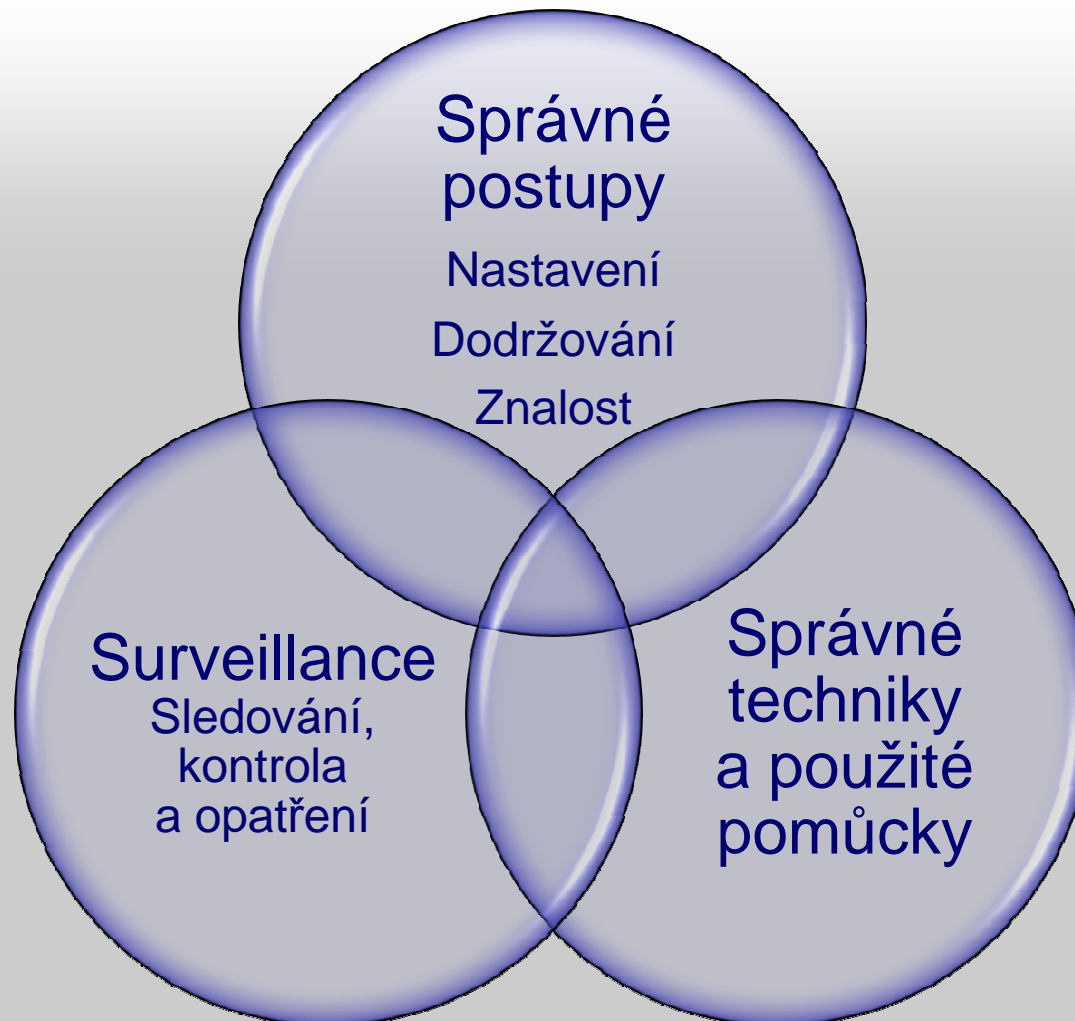 Správné
postupy
Nastavení
Dodržování
Znalost
Surveillance
Sledování,
kontrola
a opatření
Správné
techniky
a použité
pomůcky